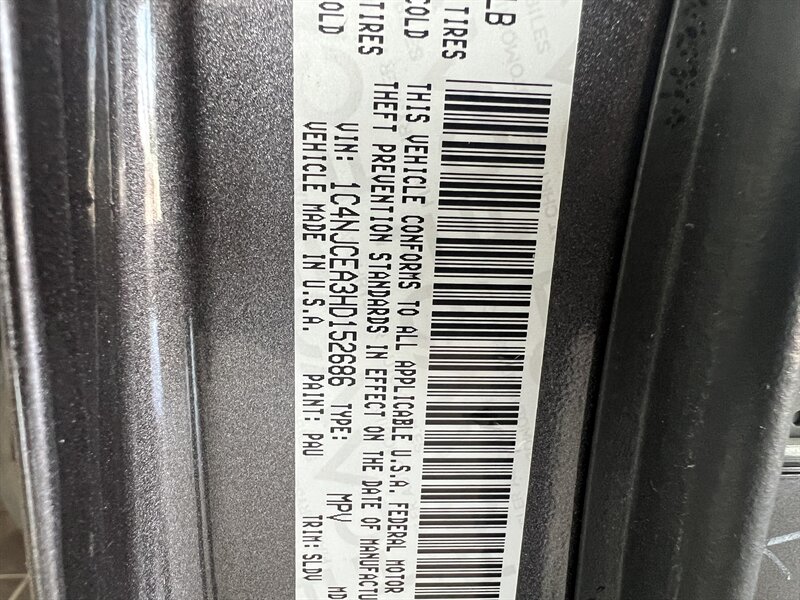 LB
TIRES
COLD
TIRES
COLD
THIS VEHICLE CONFORMS TO ALL APPLICABLE U.S.A. FEDERAL MOTOR
THEFT PREVENTION STANDARDS IN EFFECT ON THE DATE OF MANUFACTU
VIN: 1C4NJCEA3HD152686 TYPE: MPV MD
VEHICLE MADE IN U.S.A. PAINT: PAU TRIM: SLDV